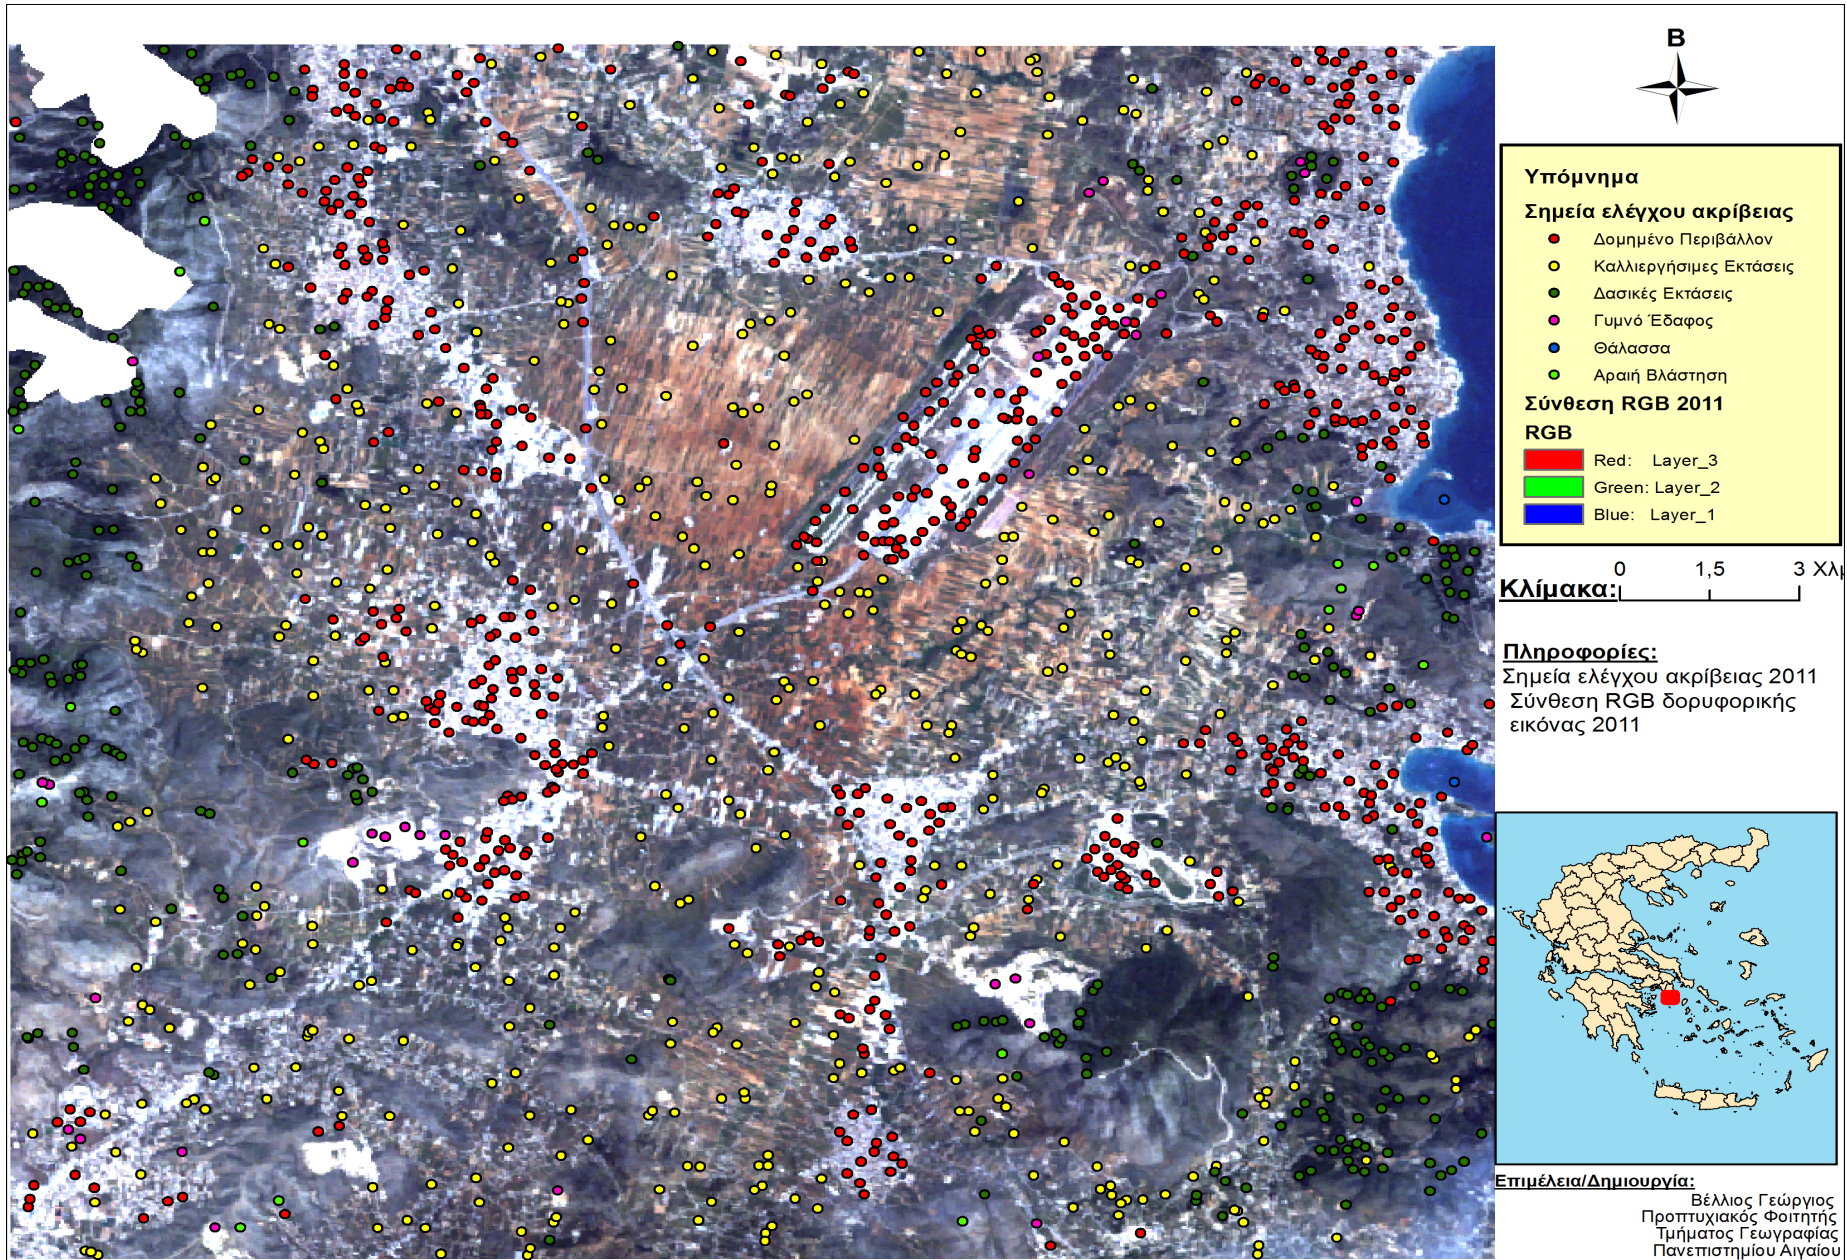 Β
Υπόμνημα
Σημεία ελέγχου ακρίβειας
Δομημένο Περιβάλλον
Καλλιεργήσιμες Εκτάσεις
Δασικές Εκτάσεις
Γυμνό Έδαφος
Θάλασσα
Αραιή Βλάστηση
Σύνθεση RGB 2011
RGB
Red: Layer_3
Green: Layer_2
Blue: Layer_1
0 1,5 3 Χλμ
Κλίμακα:
Πληροφορίες:
Σημεία ελέγχου ακρίβειας 2011
Σύνθεση RGB δορυφορικής
εικόνας 2011
Επιμέλεια/Δημιουργία:
Βέλλιος Γεώργιος
Προπτυχιακός Φοιτητής
Τμήματος Γεωγραφίας
Πανεπιστημίου Αιγαίου